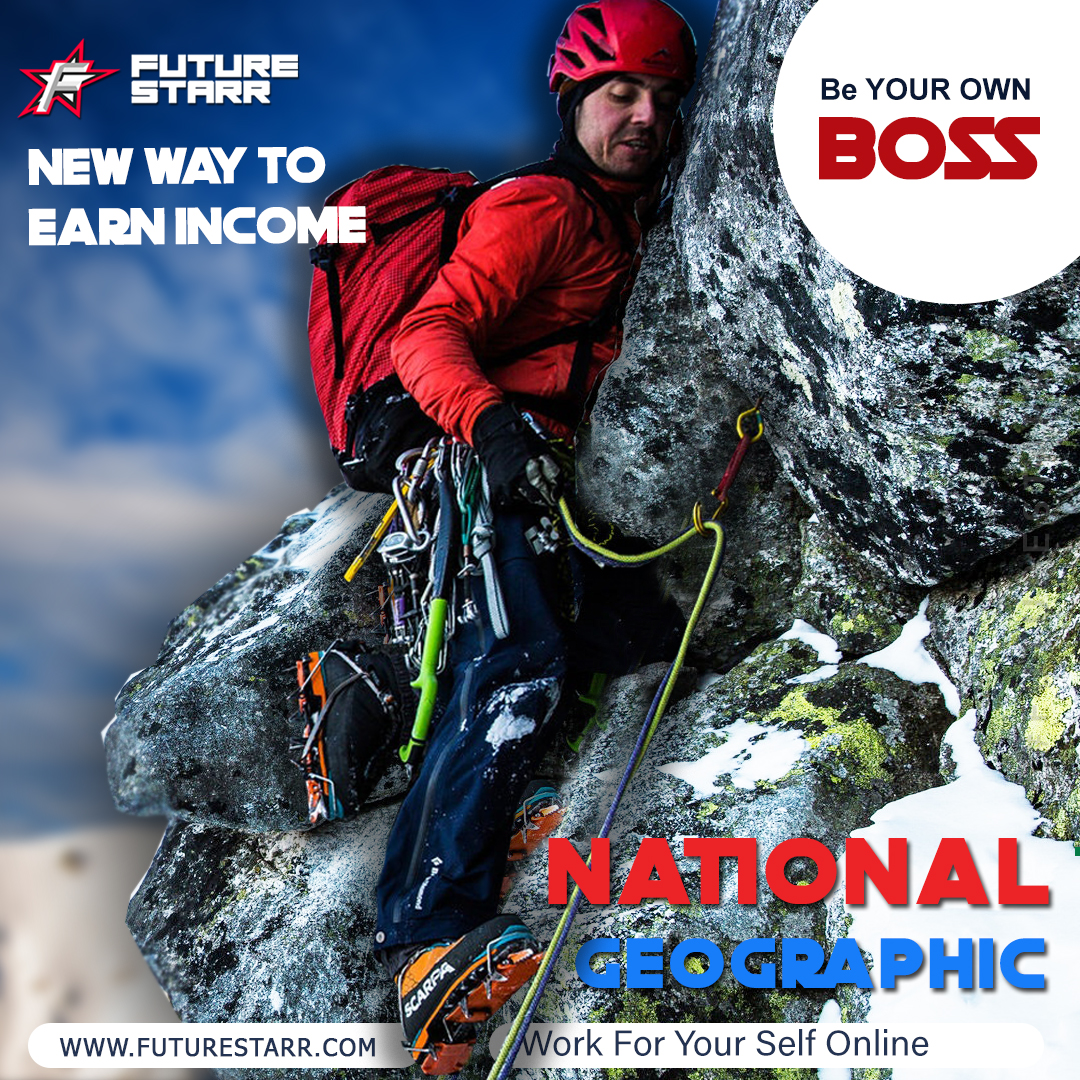 FUTURE
STARR
NEW WAY TO
EARN INCOME
Be YOUR OWN
BOSS
SCARPA
NATIONAL
GEOGRAPHIC
WWW.FUTURESTARR.COM
Work For Your Self Online